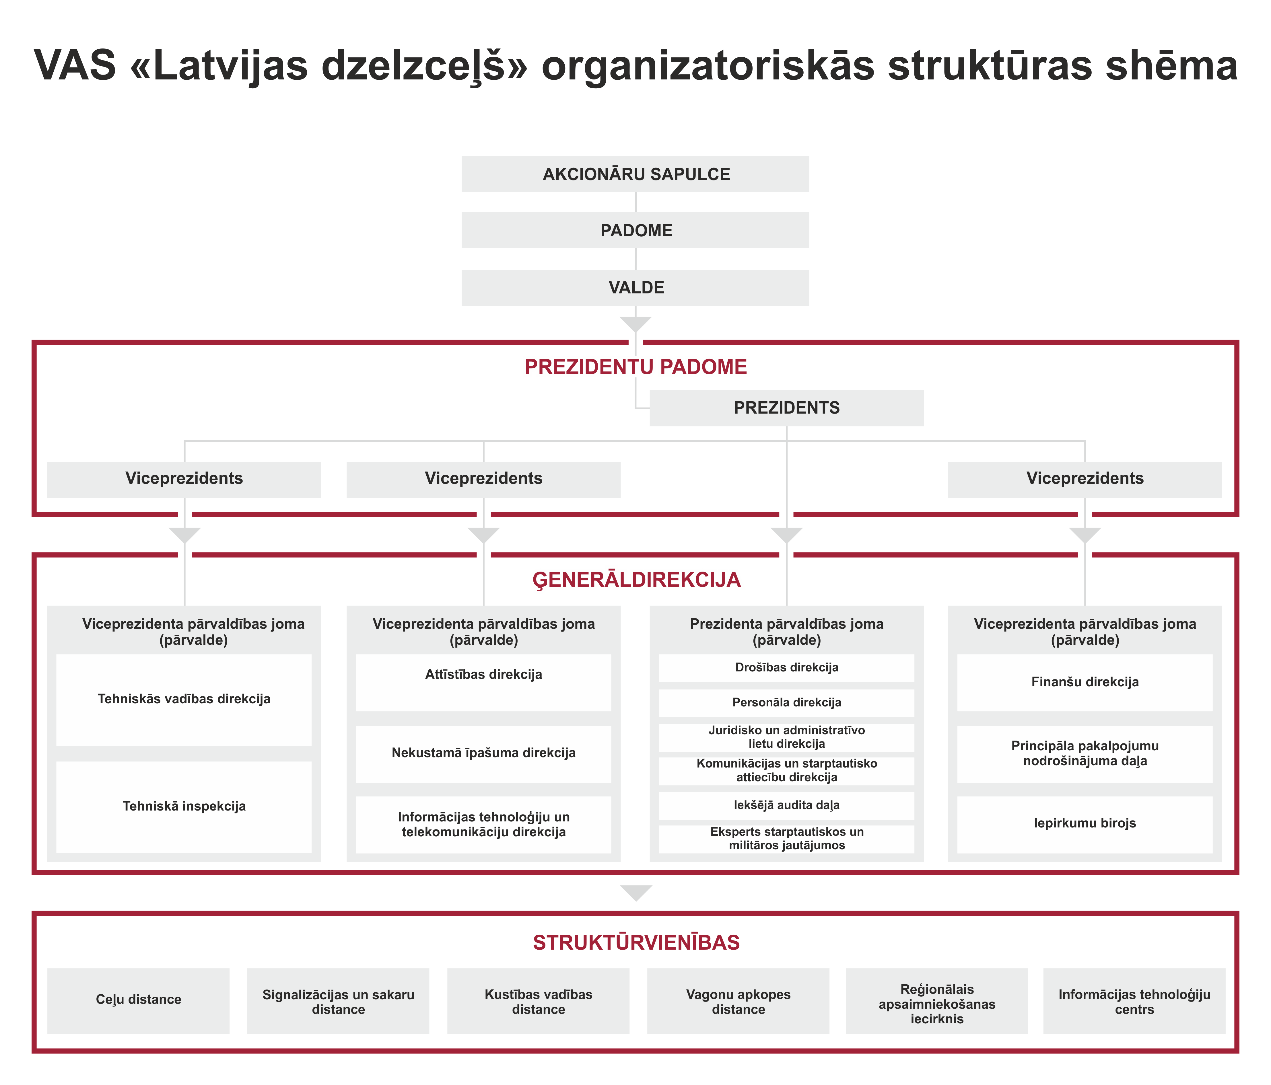 VAS «Latvijas dzelzceļš» organizatoriskās struktūras shēma
AKCIONĀRU SAPULCE
PADOME
VALDE
PREZIDENTU PADOME
PREZIDENTS
Viceprezidents
Viceprezidents
Viceprezidents
ĢENERĀLDIREKCIJA
Viceprezidenta pārvaldības joma
(pārvalde)
Tehniskās vadības direkcija
Tehniskā inspekcija
Viceprezidenta pārvaldības joma
(pārvalde)
Attīstības direkcija
Nekustamā īpašuma direkcija
Informācijas tehnoloģiju un
telekomunikāciju direkcija
Prezidenta pārvaldības joma
(pārvalde)
Drošības direkcija
Personāla direkcija
Juridisko un administratīvo
lietu direkcija
Komunikācijas un starptautisko
attiecību direkcija
Iekšējā audita daļa
Eksperts starptautiskos un
militāros jautājumos
Viceprezidenta pārvaldības joma
(pārvalde)
Finanšu direkcija
Principāla pakalpojumu
nodrošinājuma daļa
Iepirkumu birojs
STRUKTŪRVIENĪBAS
Ceļu distance
Signalizācijas un sakaru
distance
Kustības vadības
distance
Vagonu apkopes
distance
Reģionālais
apsaimniekošanas
iecirknis
Informācijas tehnoloģiju
centrs